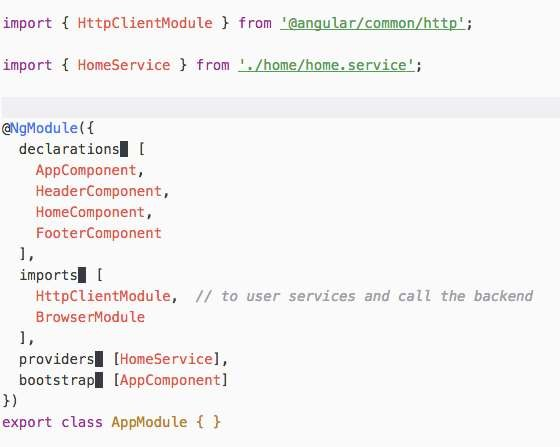 import { HttpClientModule } from '@angular/common/http';
import { HomeService } from './home/home.service';
@NgModule({
declarations [
AppComponent,
HeaderComponent,
HomeComponent,
FooterComponent
],
imports [
HttpClientModule,  // to user services and call the backend
BrowserModule
],
providers [HomeService],
bootstrap [AppComponent]
})
export class AppModule { }